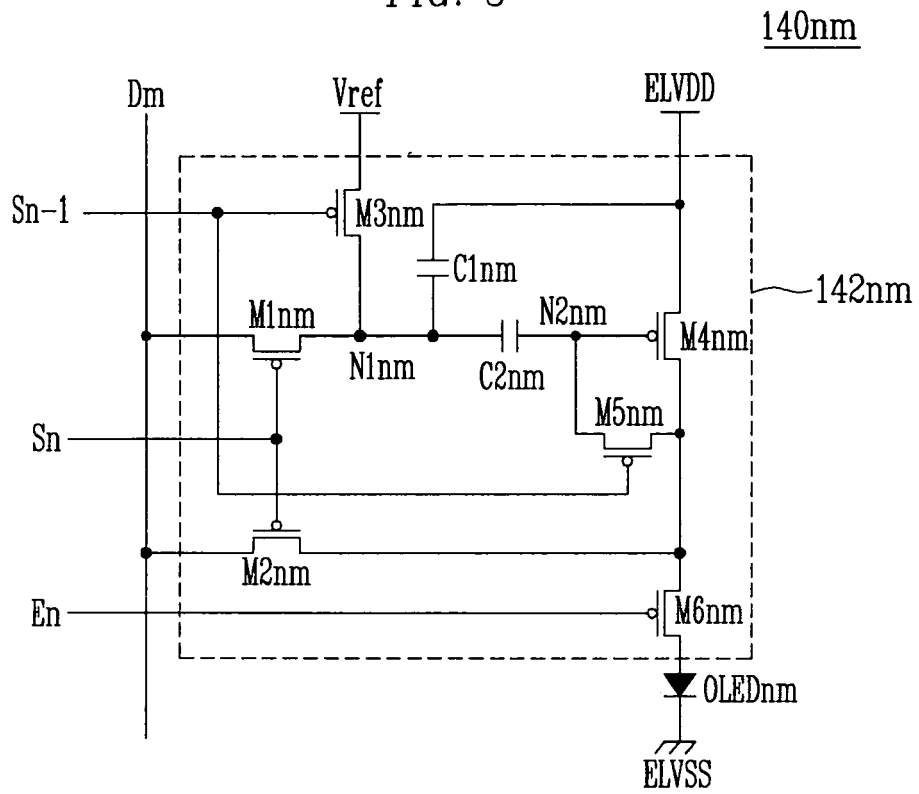 140nm
Dm
Vref
ELVDD
Sn-1
M3nm
C1nm
142nm
M1nm
N2nm
M4nm
N1nm
C2nm
M5nm
Sn
M2nm
En
M6nm
OLEDnm
ELVSS